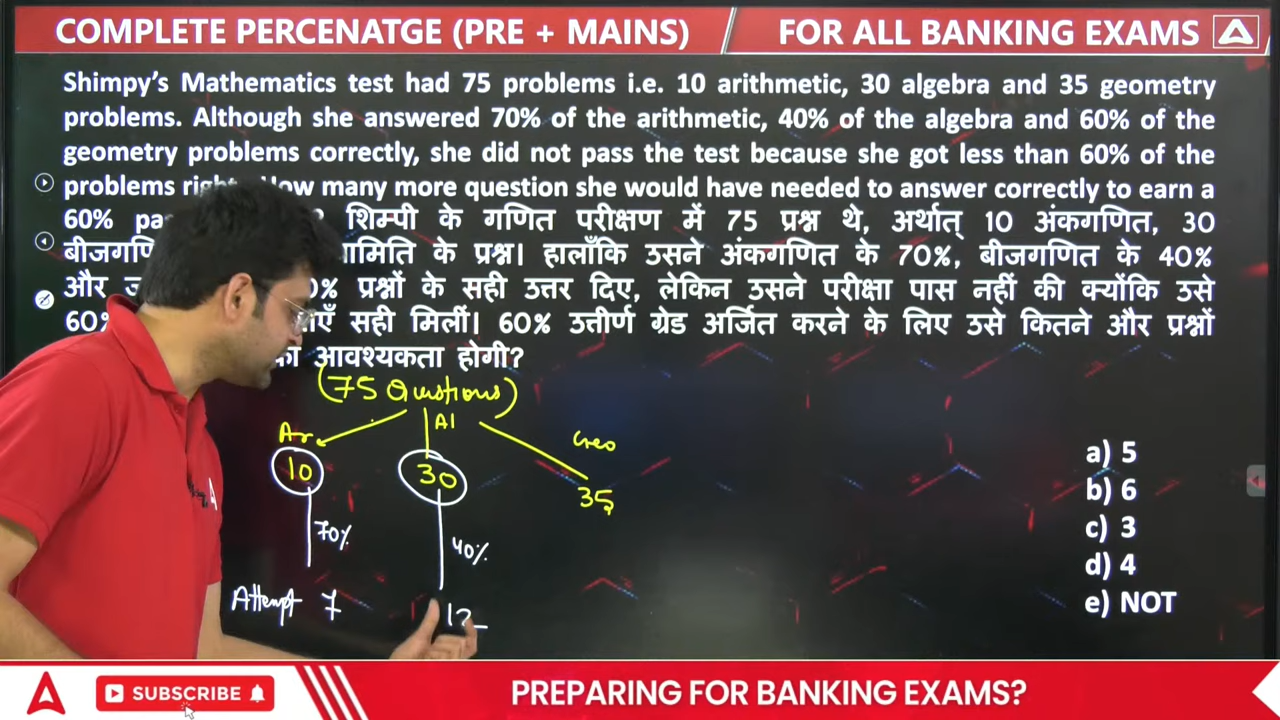 COMPLETE PERCENATGE (PRE + MAINS)
FOR ALL BANKING EXAMS
Shimpy's Mathematics test had 75 problems i.e. 10 arithmetic, 30 algebra and 35 geometry
problems. Although she answered 70% of the arithmetic, 40% of the algebra and 60% of the
geometry problems correctly, she did not pass the test because she got less than 60% of the
problems How many more question she would have needed to answer correctly to earn a
60% शिम्पी के गणित परीक्षण में 75 प्रश्न थे, अर्थात् 10 अंकगणित, 30
के प्रश्न। हालाँकि उसने अंकगणित के 70%, बीजगणित के 40%
और प्रश्नों के सही उत्तर दिए, लेकिन उसने परीक्षा पास नहीं की क्योंकि उसे
सही मिलीं। 60% उत्तीर्ण ग्रेड अर्जित करने के लिए उसे कितने और प्रश्नों
आवश्यकता होगी?
(75 Questions)
Ar
Al
Geo
10
30
35
70%
40%
Attempt 7
12
a) 5
b) 6
c) 3
d) 4
e) NOT
SUBSCRIBE
PREPARING FOR BANKING EXAMS?